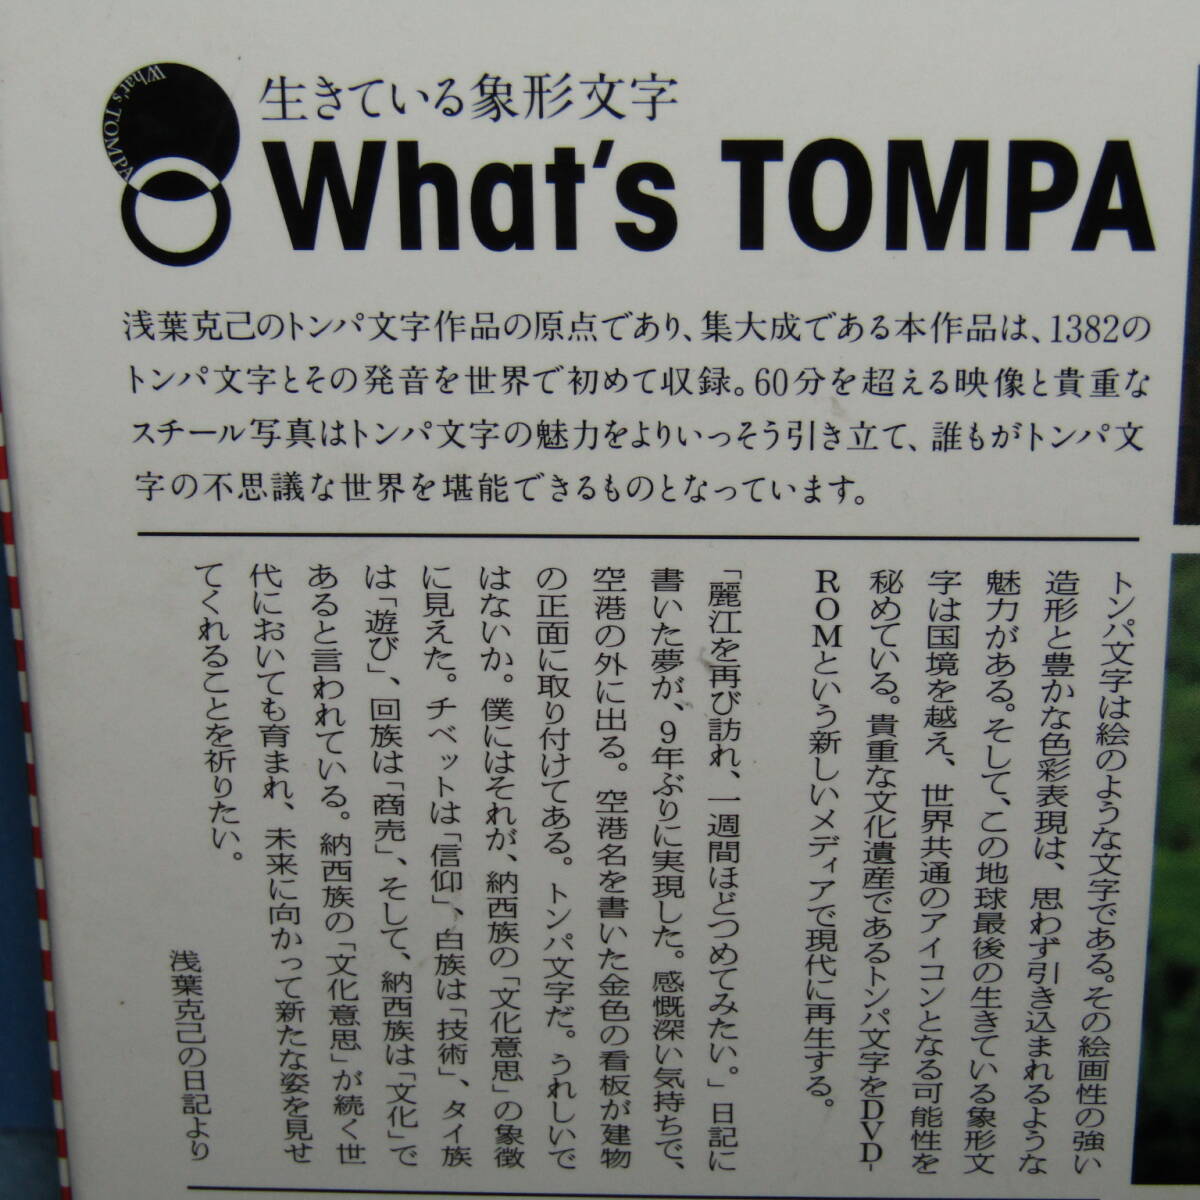 What's TOMPA
生きている象形文字
What's TOMPA
浅葉克己のトンパ文字作品の原点であり、集大成である本作品は、1382の
トンパ文字とその発音を世界で初めて収録。60分を超える映像と貴重な
スチール写真はトンパ文字の魅力をよりいっそう引き立て、誰もがトンパ文
字の不思議な世界を堪能できるものとなっています。
トンパ文字は絵のような文字である。その絵画性の強い
造形と豊かな色彩表現は、思わず引き込まれるような
魅力がある。そして、この地球最後の生きている象形文
字は国境を越え、世界共通のアイコンとなる可能性を
秘めている。貴重な文化遺産であるトンパ文字をDVD-
ROMという新しいメディアで現代に再生する。
「麗江を再び訪れ、一週間ほどつめてみたい。」日記に
書いた夢が、9年ぶりに実現した。感慨深い気持ちで、
空港の外に出る。空港名を書いた金色の看板が建物
の正面に取り付けてある。トンパ文字だ。うれしいで
はないか。僕にはそれが、納西族の「文化意思」の象徴
に見えた。チベットは「信仰」、白族は「技術」、タイ族
は「遊び」、回族は「商売」、そして、納西族は「文化」で
あると言われている。納西族の「文化意思」が続く世
代においても育まれ、未来に向かって新たな姿を見せ
てくれることを祈りたい。
浅葉克己の日記より